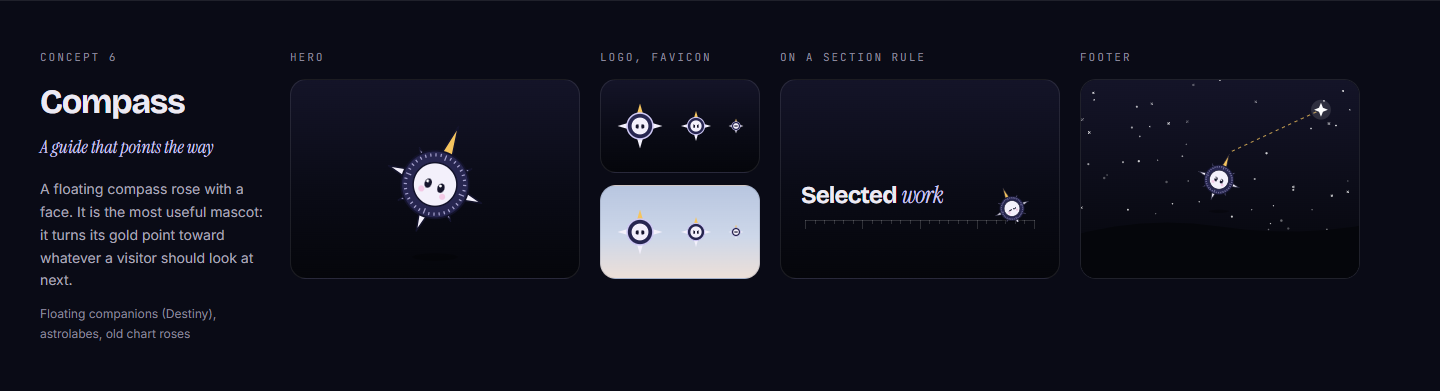 CONCEPT 6
Compass
A guide that points the way
A floating compass rose with a
face. It is the most useful mascot:
it turns its gold point toward
whatever a visitor should look at
next.
Floating companions (Destiny),
astrolabes, old chart roses
HERO
LOGO, FAVICON
ON A SECTION RULE
Selected work
FOOTER